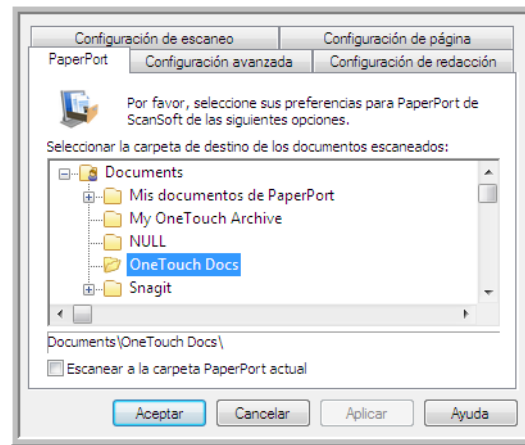 Configuración de escaneo
Configuración de página
PaperPort
Configuración avanzada
Configuración de redacción
Por favor, seleccione sus preferencias para PaperPort de
ScanSoft de las siguientes opciones.
Seleccionar la carpeta de destino de los documentos escaneados:
Documents
Mis documentos de PaperPort
My OneTouch Archive
NULL
OneTouch Docs
Snagit
Documents\OneTouch Docs\
Escanear a la carpeta PaperPort actual
Aceptar
Cancelar
Aplicar
Ayuda